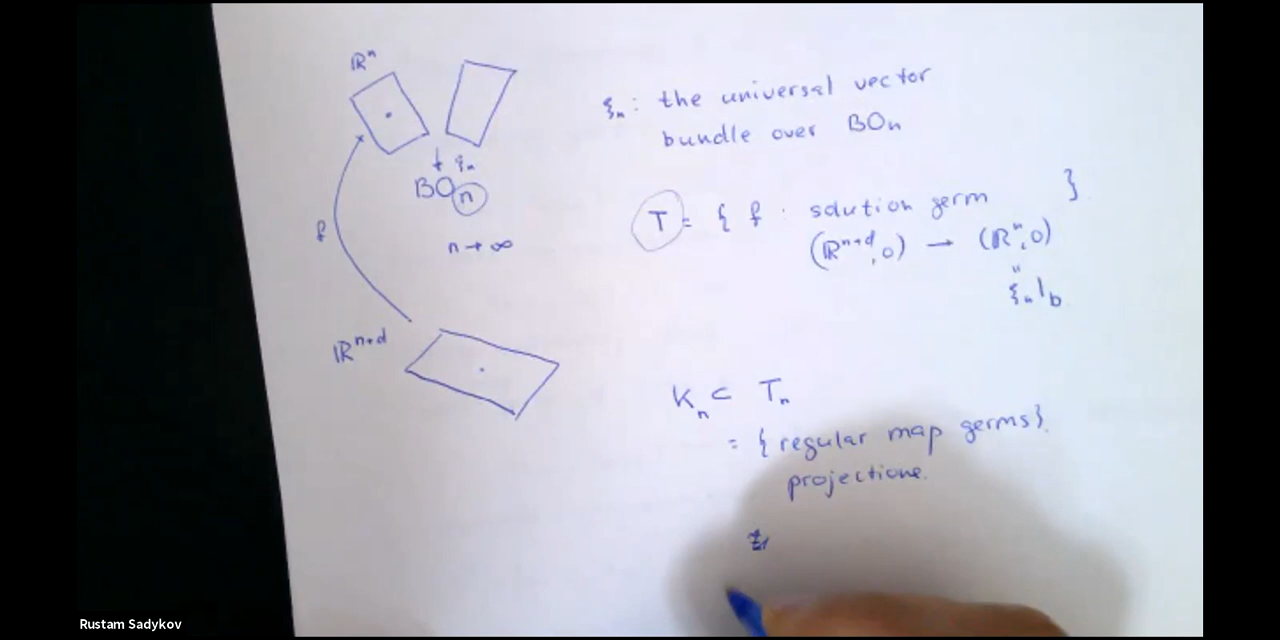 ℝⁿ
ξₙ : the universal vector
bundle over BOₙ
↓ ξₙ
BOₙ
n → ∞
f
T = { f : solution germ }
(ℝⁿ⁺ᵈ, 0) → (ℝⁿ, 0)
"
ξₙ|b
ℝⁿ⁺ᵈ
Kₙ ⊂ Tₙ
= { regular map germs }
projectione.
Rustam Sadykov